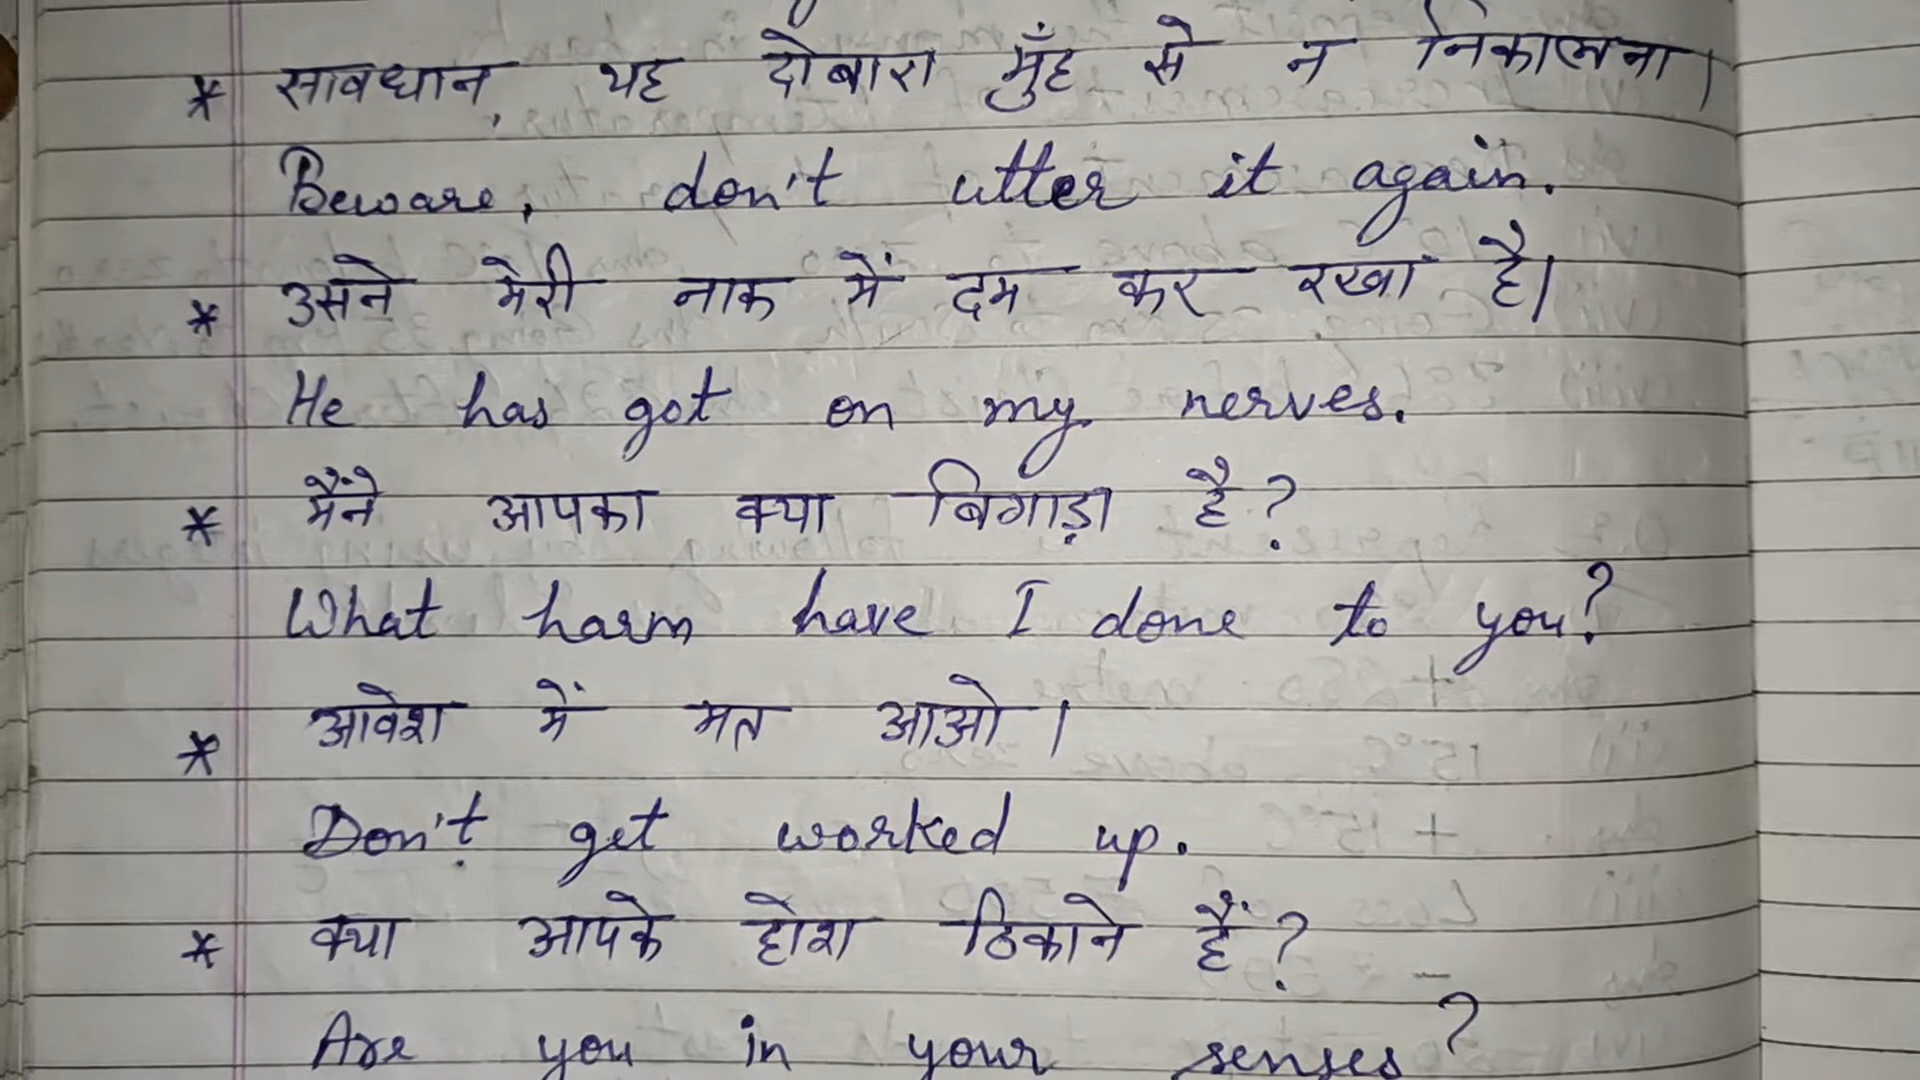 * सावधान, यह दोबारा मुँह से न निकालना।
Beware, don't utter it again.
* उसने मेरी नाक में दम कर रखा है।
He has got on my nerves.
* मैंने आपका क्या बिगाड़ा है?
What harm have I done to you?
* आवेश में मत आओ।
Don't get worked up.
* क्या आपके होश ठिकाने हैं?
Are you in your senses?